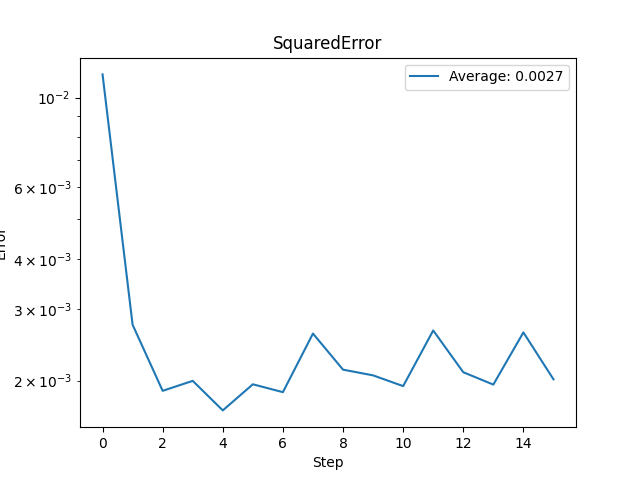 SquaredError
Average: 0.0027
10⁻²
6 × 10⁻³
4 × 10⁻³
3 × 10⁻³
2 × 10⁻³
Error
0 2 4 6 8 10 12 14
Step